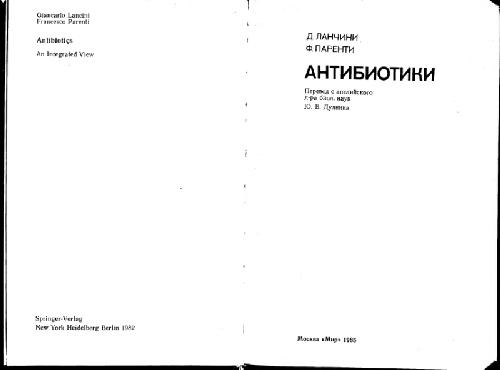 Giancarlo Lancini
Francesco Parenti
Antibiotics
An Integrated View
Springer-Verlag
New York Heidelberg Berlin 1982
Д. ЛАНЧИНИ
Ф. ПАРЕНТИ
АНТИБИОТИКИ
Перевод с английского
д-ра биол. наук
Ю. В. Дудника
Москва «Мир» 1985